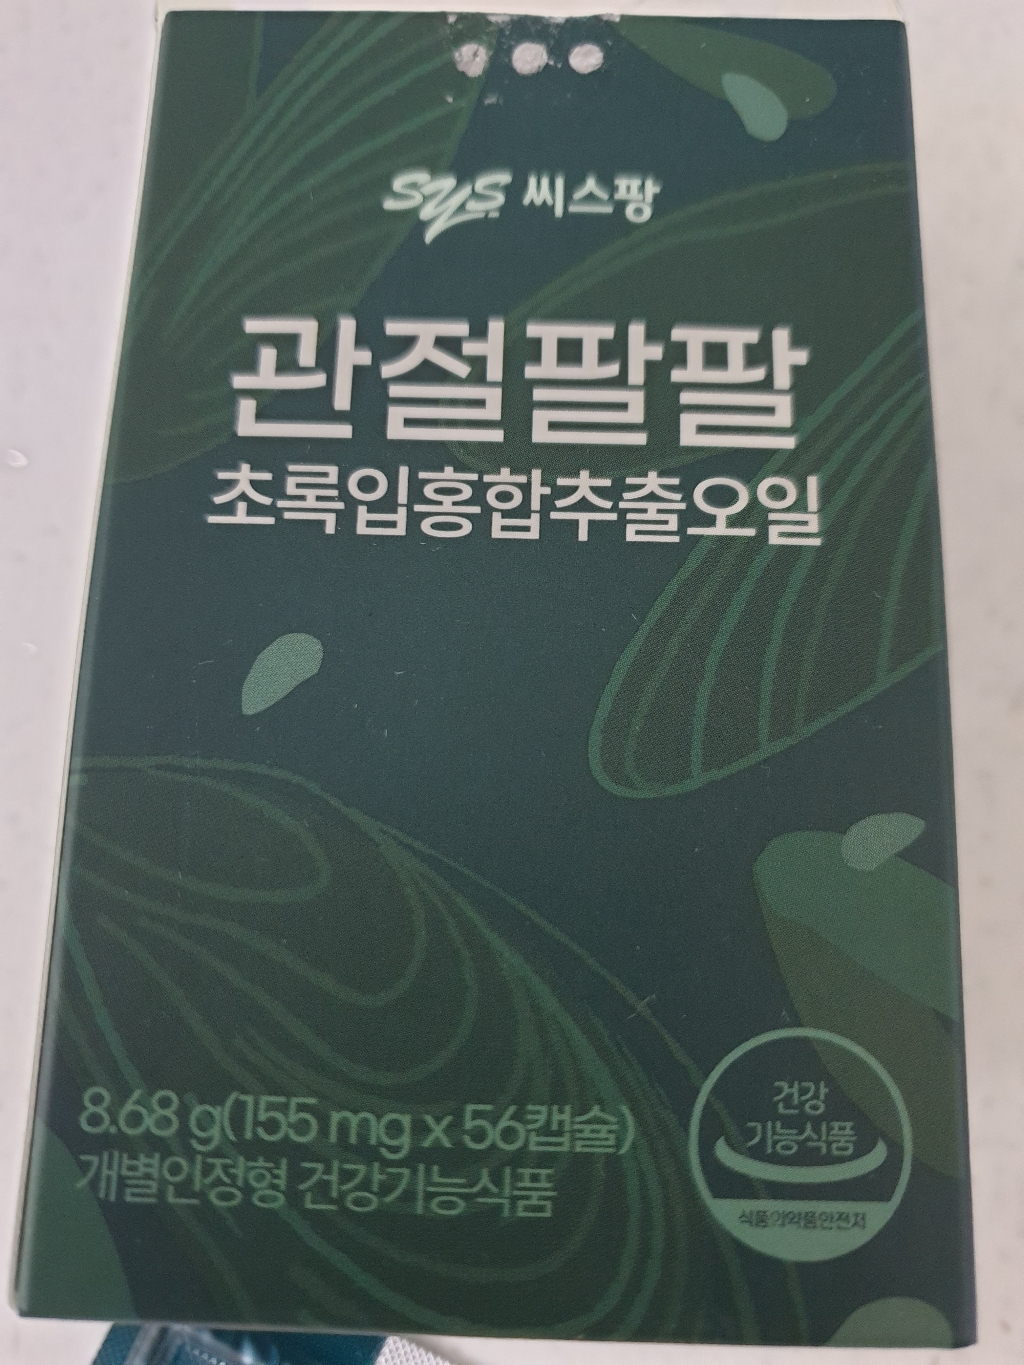 SYS 씨스팡
관절팔팔
초록입홍합추출오일
8.68 g(155 mg x 56캡슐)
개별인정형 건강기능식품
건강
기능식품
식품의약품안전처